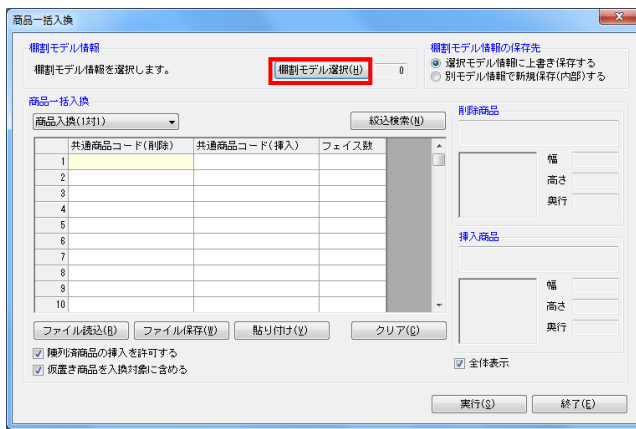 商品一括入換
棚割モデル情報
棚割モデル情報を選択します。
棚割モデル選択(H)
0
棚割モデル情報の保存先
選択モデル情報に上書き保存する
別モデル情報で新規保存(内部)する
商品一括入換
商品入換(1対1)
絞込検索(N)
共通商品コード(削除) 共通商品コード(挿入) フェイス数
1
2
3
4
5
6
7
8
9
10
ファイル読込(R) ファイル保存(W) 貼り付け(V) クリア(C)
陳列済商品の挿入を許可する
仮置き商品を入換対象に含める
削除商品
幅
高さ
奥行
挿入商品
幅
高さ
奥行
全体表示
実行(S) 終了(E)